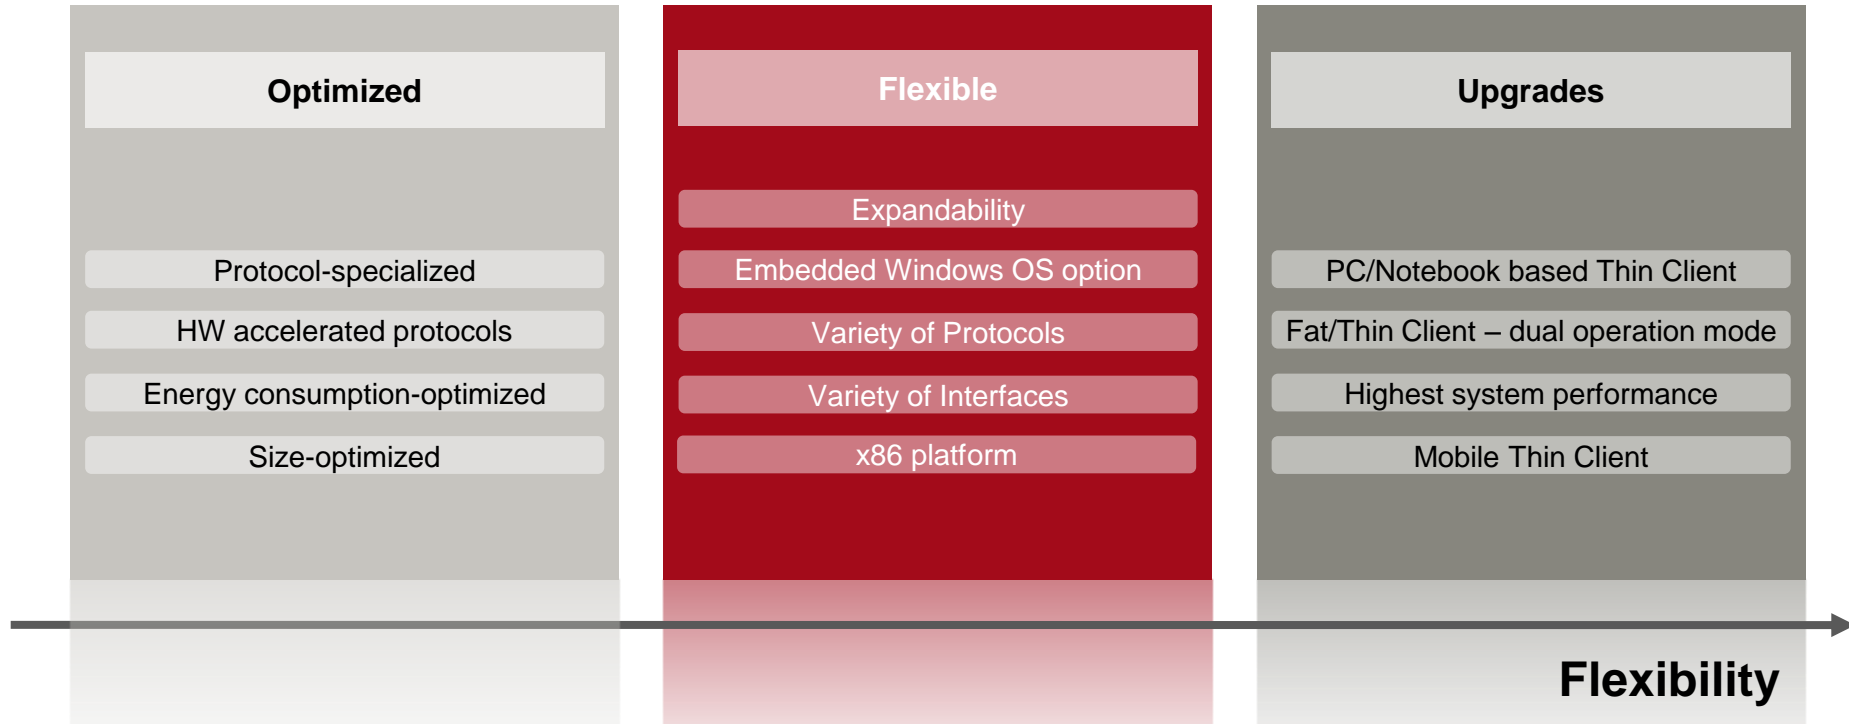 Optimized
Protocol-specialized
HW accelerated protocols
Energy consumption-optimized
Size-optimized
Flexible
Expandability
Embedded Windows OS option
Variety of Protocols
Variety of Interfaces
x86 platform
Upgrades
PC/Notebook based Thin Client
Fat/Thin Client – dual operation mode
Highest system performance
Mobile Thin Client
Flexibility